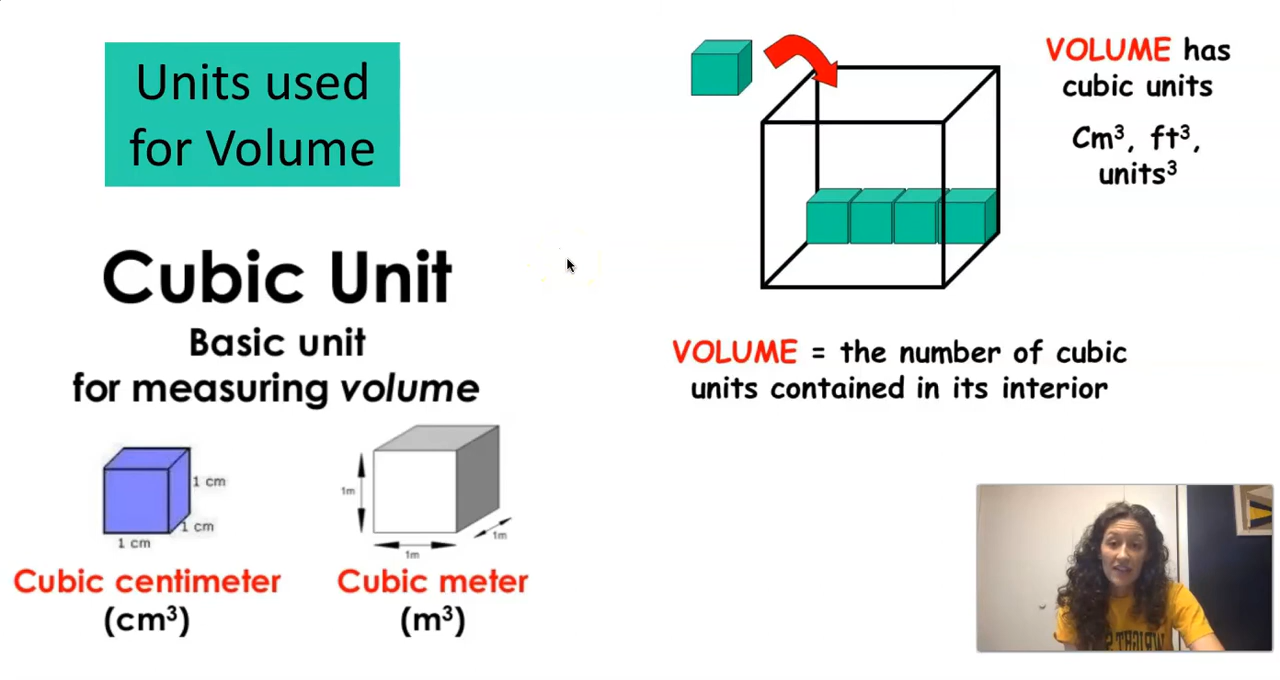 Units used
for Volume
Cubic Unit
Basic unit
for measuring volume
1 cm
1 cm
1 cm
Cubic centimeter
(cm³)
1m
1m
1m
Cubic meter
(m³)
VOLUME has
cubic units
Cm³, ft³,
units³
VOLUME = the number of cubic
units contained in its interior